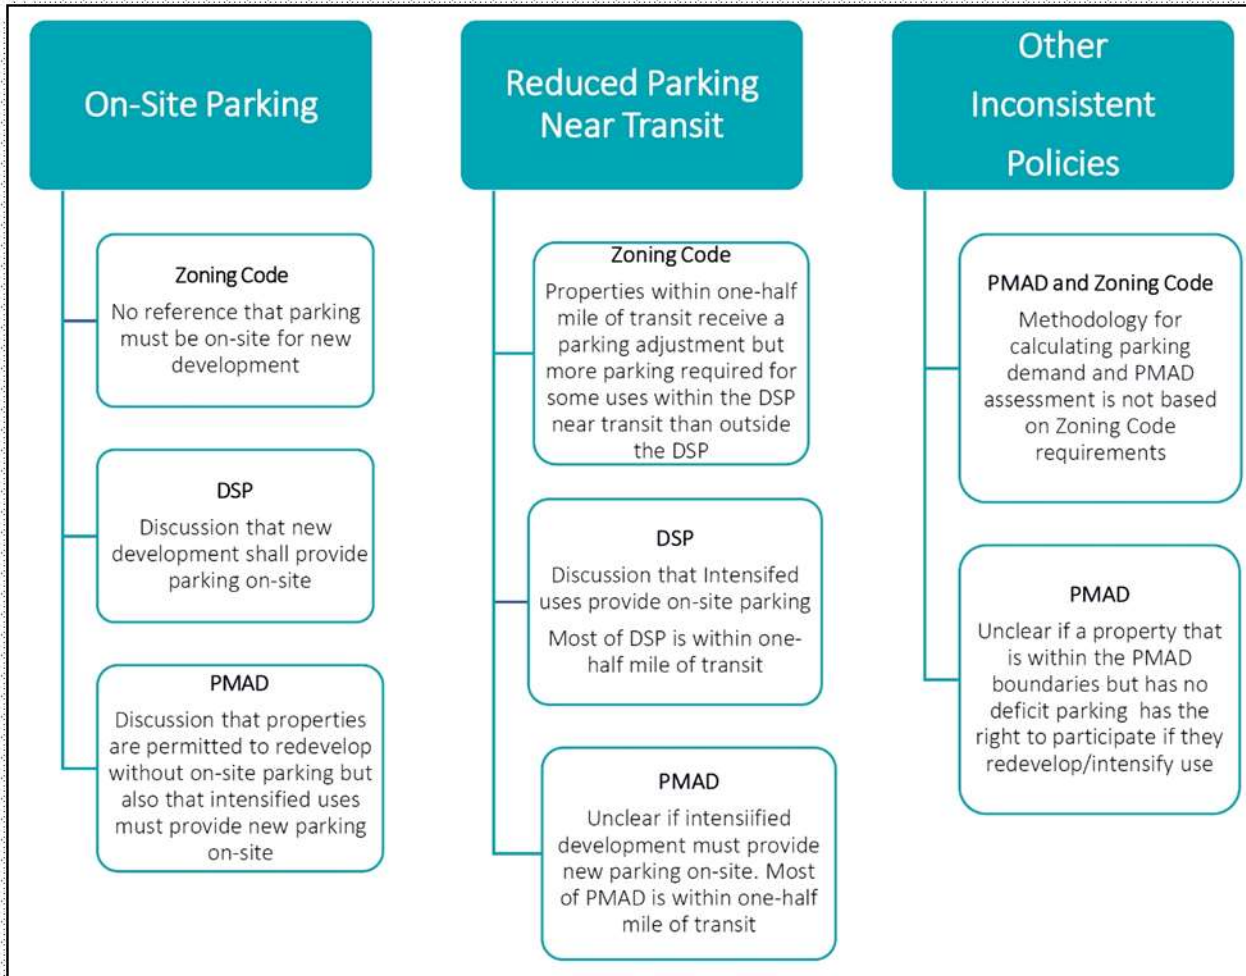 On-Site Parking
Zoning Code
No reference that parking
must be on-site for new
development
DSP
Discussion that new
development shall provide
parking on-site
PMAD
Discussion that properties
are permitted to redevelop
without on-site parking but
also that intensified uses
must provide new parking
on-site
Reduced Parking
Near Transit
Zoning Code
Properties within one-half
mile of transit receive a
parking adjustment but
more parking required for
some uses within the DSP
near transit than outside
the DSP
DSP
Discussion that Intensifed
uses provide on-site parking
Most of DSP is within one-
half mile of transit
PMAD
Unclear if intensiified
development must provide
new parking on-site. Most
of PMAD is within one-half
mile of transit
Other
Inconsistent
Policies
PMAD and Zoning Code
Methodology for
calculating parking
demand and PMAD
assessment is not based
on Zoning Code
requirements
PMAD
Unclear if a property that
is within the PMAD
boundaries but has no
deficit parking has the
right to participate if they
redevelop/intensify use